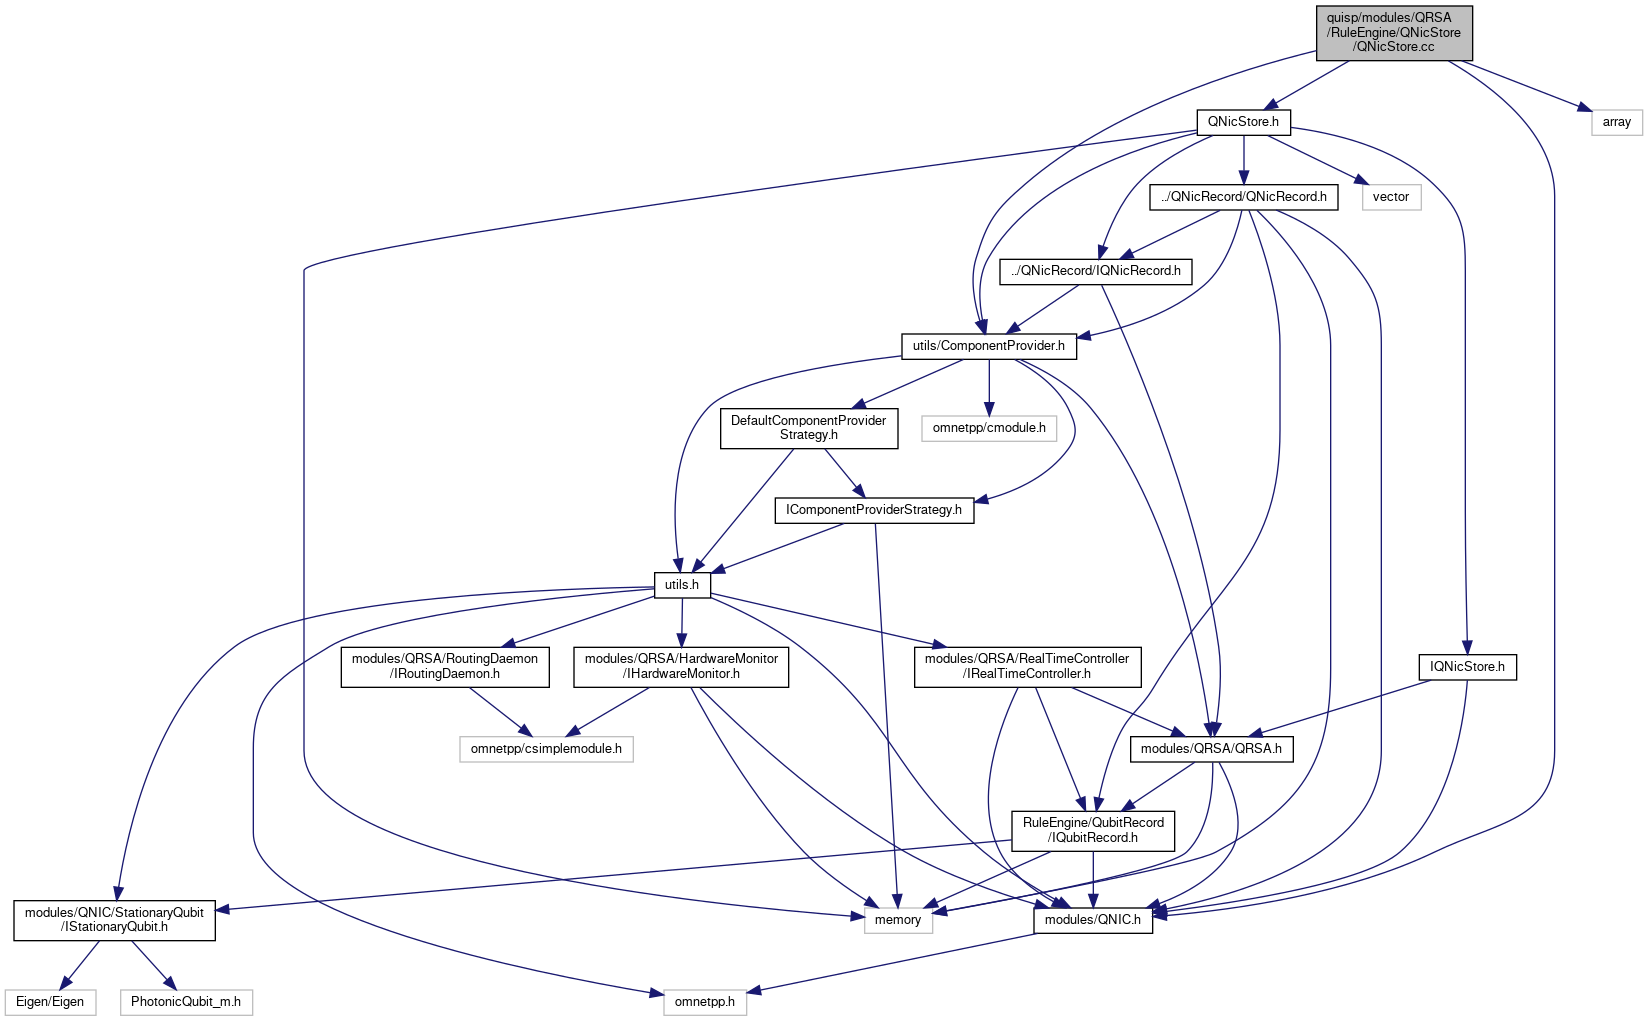 quisp/modules/QRSA
/RuleEngine/QNicStore
/QNicStore.cc
QNicStore.h
array
../QNicRecord/QNicRecord.h
vector
../QNicRecord/IQNicRecord.h
utils/ComponentProvider.h
DefaultComponentProvider
Strategy.h
omnetpp/cmodule.h
IComponentProviderStrategy.h
utils.h
modules/QRSA/RoutingDaemon
/IRoutingDaemon.h
modules/QRSA/HardwareMonitor
/IHardwareMonitor.h
modules/QRSA/RealTimeController
/IRealTimeController.h
IQNicStore.h
omnetpp/csimplemodule.h
modules/QRSA/QRSA.h
RuleEngine/QubitRecord
/IQubitRecord.h
modules/QNIC/StationaryQubit
/IStationaryQubit.h
memory
modules/QNIC.h
Eigen/Eigen
PhotonicQubit_m.h
omnetpp.h